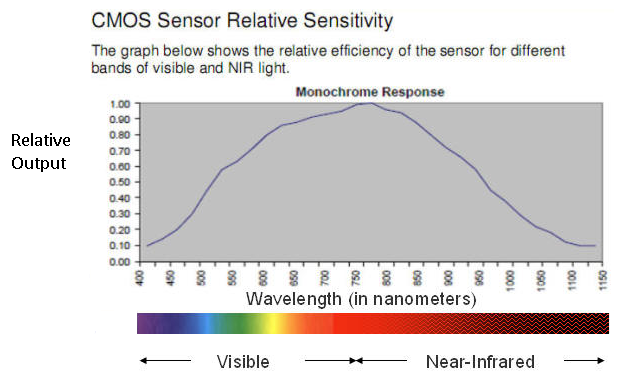 CMOS Sensor Relative Sensitivity
The graph below shows the relative efficiency of the sensor for different
bands of visible and NIR light.
Monochrome Response
Relative
Output
1.00
0.90
0.80
0.70
0.60
0.50
0.40
0.30
0.20
0.10
0.00
400 450 500 550 600 650 700 750 800 850 900 950 1000 1050 1100 1150
Wavelength (in nanometers)
Visible Near-Infrared